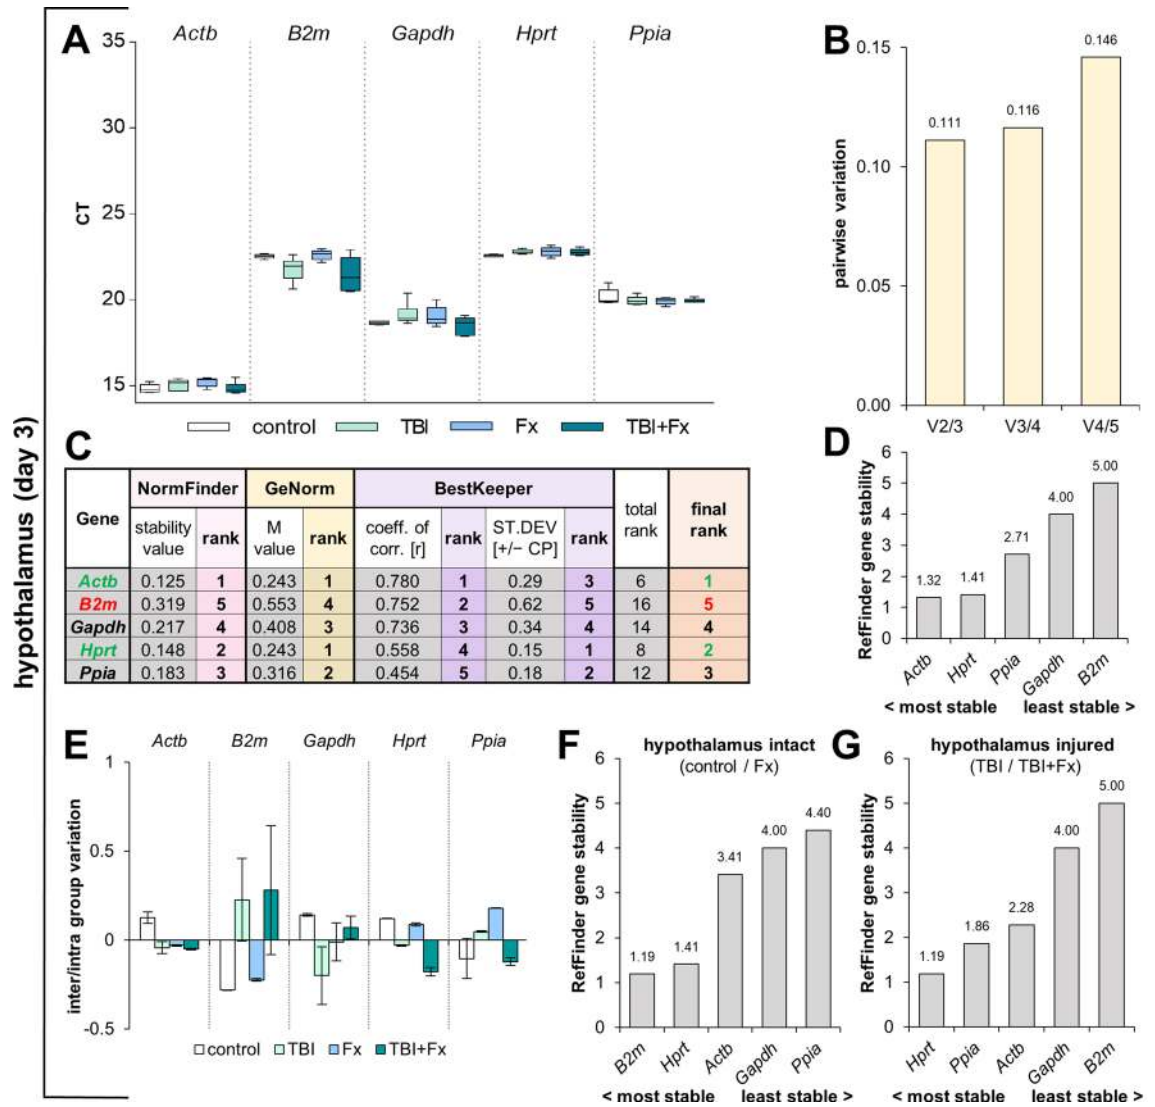 hypothalamus (day 3)
A
Actb B2m Gapdh Hprt Ppia
CT
35
30
25
20
15
control TBI Fx TBI+Fx
B
pairwise variation
0.15
0.10
0.05
0.00
0.111
0.116
0.146
V2/3 V3/4 V4/5
C
Gene NormFinder GeNorm BestKeeper total rank final rank
stability value rank M value rank coeff. of corr. [r] rank ST.DEV [+/− CP] rank
Actb 0.125 1 0.243 1 0.780 1 0.29 3 6 1
B2m 0.319 5 0.553 4 0.752 2 0.62 5 16 5
Gapdh 0.217 4 0.408 3 0.736 3 0.34 4 14 4
Hprt 0.148 2 0.243 1 0.558 4 0.15 1 8 2
Ppia 0.183 3 0.316 2 0.454 5 0.18 2 12 3
D
RefFinder gene stability
6
5
4
3
2
1
0
1.32
1.41
2.71
4.00
5.00
Actb Hprt Ppia Gapdh B2m
< most stable least stable >
E
Actb B2m Gapdh Hprt Ppia
inter/intra group variation
1
0.5
0
-0.5
control TBI Fx TBI+Fx
F
hypothalamus intact
(control / Fx)
RefFinder gene stability
6
5
4
3
2
1
0
1.19
1.41
3.41
4.00
4.40
B2m Hprt Actb Gapdh Ppia
< most stable least stable >
G
hypothalamus injured
(TBI / TBI+Fx)
RefFinder gene stability
6
5
4
3
2
1
0
1.19
1.86
2.28
4.00
5.00
Hprt Ppia Actb Gapdh B2m
< most stable least stable >